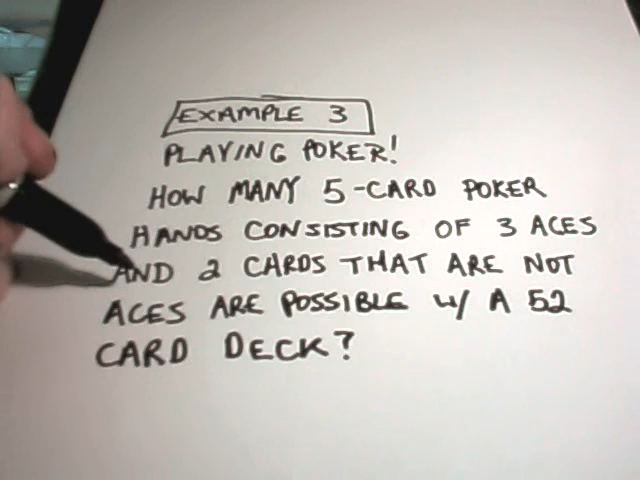 EXAMPLE 3
PLAYING POKER!
HOW MANY 5-CARD POKER
HANDS CONSISTING OF 3 ACES
AND 2 CARDS THAT ARE NOT
ACES ARE POSSIBLE W/ A 52
CARD DECK?